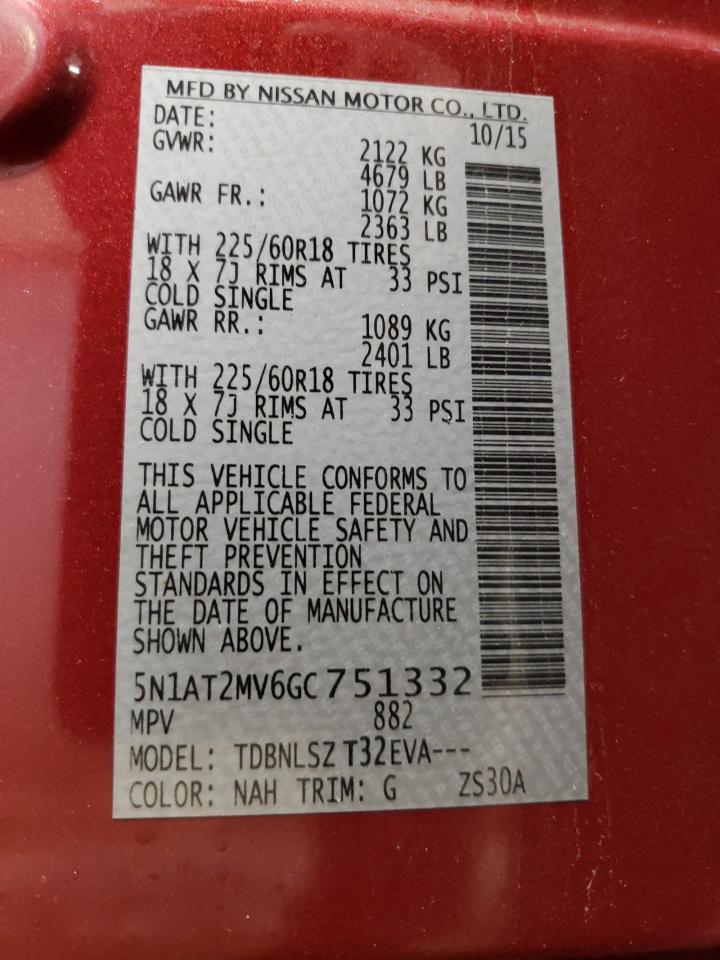 MFD BY NISSAN MOTOR CO., LTD.
DATE: 10/15
GVWR: 2122 KG
4679 LB
GAWR FR.: 1072 KG
2363 LB
WITH 225/60R18 TIRES
18 X 7J RIMS AT 33 PSI
COLD SINGLE
GAWR RR.: 1089 KG
2401 LB
WITH 225/60R18 TIRES
18 X 7J RIMS AT 33 PSI
COLD SINGLE
THIS VEHICLE CONFORMS TO
ALL APPLICABLE FEDERAL
MOTOR VEHICLE SAFETY AND
THEFT PREVENTION
STANDARDS IN EFFECT ON
THE DATE OF MANUFACTURE
SHOWN ABOVE.
5N1AT2MV6GC751332
MPV 882
MODEL: TDBNLSZ T32EVA---
COLOR: NAH TRIM: G ZS30A